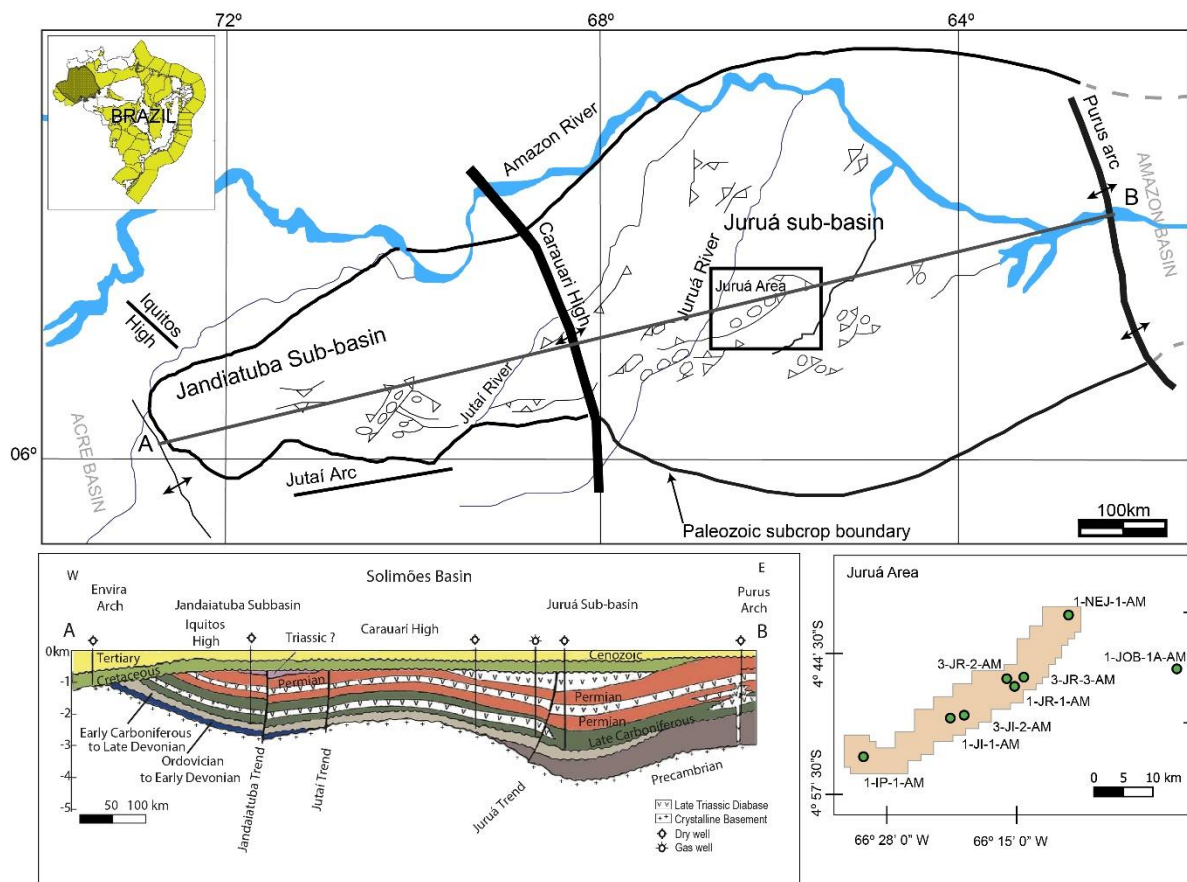 72º
68º
64º
BRAZIL
Amazon River
Purus arc
AMAZON BASIN
B
Juruá sub-basin
Carauari High
Juruá River
Juruá Area
Iquitos
High
Jandiatuba Sub-basin
Jutaí River
ACRE BASIN
A
06º
Jutaí Arc
Paleozoic subcrop boundary
100km
Solimões Basin
W
E
Envira
Arch
Jandaiatuba Subbasin
Iquitos
High
Triassic ?
Carauari High
Juruá Sub-basin
Purus
Arch
A
B
0km
-1
-2
-3
-4
-5
Tertiary
Cretaceous
Cenozoic
Permian
Permian
Permian
Late Carboniferous
Early Carboniferous
to Late Devonian
Ordovician
to Early Devonian
Precambrian
Jandaiatuba Trend
Jutaí Trend
Juruá Trend
50 100 km
Late Triassic Diabase
Crystalline Basement
Dry well
Gas well
Juruá Area
1-NEJ-1-AM
1-JOB-1A-AM
3-JR-2-AM
3-JR-3-AM
1-JR-1-AM
3-JI-2-AM
1-JI-1-AM
1-IP-1-AM
4º 44' 30"S
4º 57' 30"S
0 5 10 km
66º 28' 0" W
66º 15' 0" W